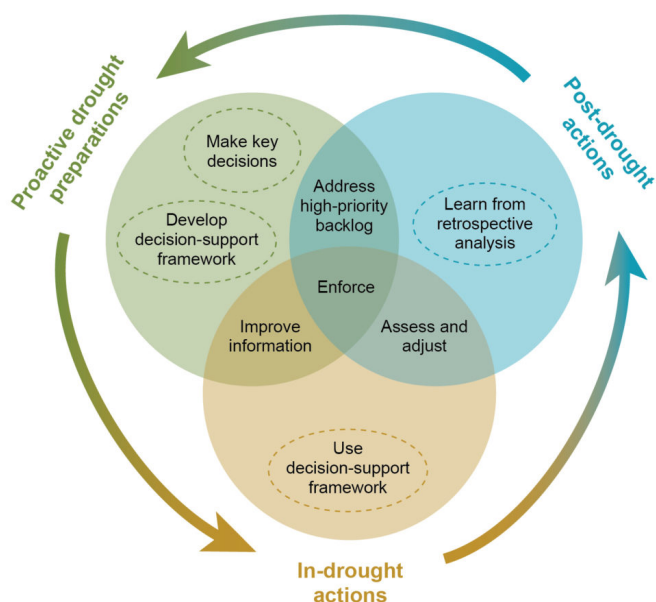 Proactive drought
preparations
Post-drought
actions
Make key
decisions
Address
high-priority
backlog
Develop
decision-support
framework
Learn from
retrospective
analysis
Enforce
Improve
information
Assess and
adjust
Use
decision-support
framework
In-drought
actions